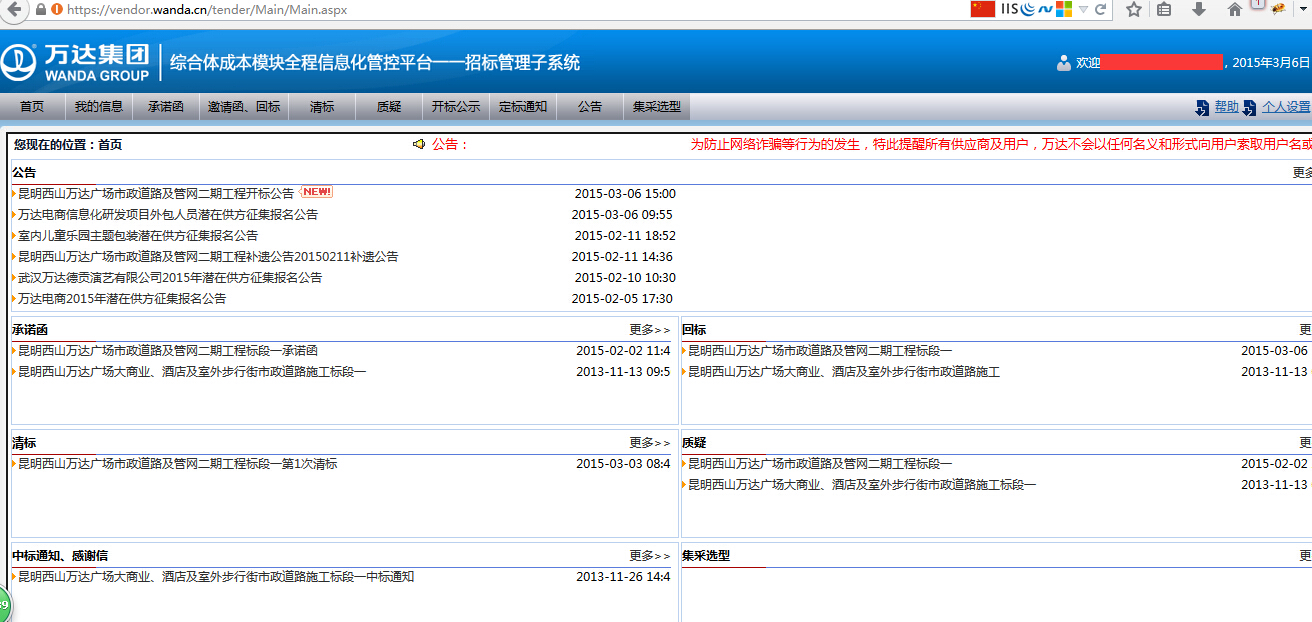 https://vendor.wanda.cn/tender/Main/Main.aspx
IIS
1
万达集团
WANDA GROUP
综合体成本模块全程信息化管控平台——招标管理子系统
欢迎 ，2015年3月6日
首页 我的信息 承诺函 邀请函、回标 清标 质疑 开标公示 定标通知 公告 集采选型 帮助 个人设置
您现在的位置：首页 公告： 为防止网络诈骗等行为的发生，特此提醒所有供应商及用户，万达不会以任何名义和形式向用户索取用户名或
公告 更多
昆明西山万达广场市政道路及管网二期工程开标公告 NEW! 2015-03-06 15:00
万达电商信息化研发项目外包人员潜在供方征集报名公告 2015-03-06 09:55
室内儿童乐园主题包装潜在供方征集报名公告 2015-02-11 18:52
昆明西山万达广场市政道路及管网二期工程补遗公告20150211补遗公告 2015-02-11 14:36
武汉万达德贡演艺有限公司2015年潜在供方征集报名公告 2015-02-10 10:30
万达电商2015年潜在供方征集报名公告 2015-02-05 17:30
承诺函 更多>>
昆明西山万达广场市政道路及管网二期工程标段一承诺函 2015-02-02 11:4
昆明西山万达广场大商业、酒店及室外步行街市政道路施工标段一 2013-11-13 09:5
回标 更
昆明西山万达广场市政道路及管网二期工程标段一 2015-03-06
昆明西山万达广场大商业、酒店及室外步行街市政道路施工 2013-11-13
清标 更多>>
昆明西山万达广场市政道路及管网二期工程标段一第1次清标 2015-03-03 08:4
质疑 更
昆明西山万达广场市政道路及管网二期工程标段一 2015-02-02
昆明西山万达广场大商业、酒店及室外步行街市政道路施工标段一 2013-11-13
中标通知、感谢信 更多>>
昆明西山万达广场大商业、酒店及室外步行街市政道路施工标段一中标通知 2013-11-26 14:4
集采选型 更